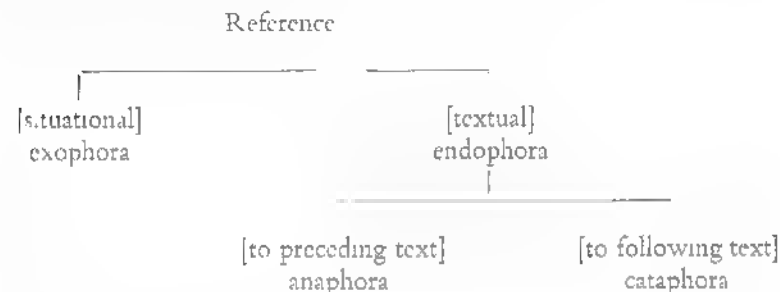 Reference
[situational]
exophora
[textual]
endophora
[to preceding text]
anaphora
[to following text]
cataphora